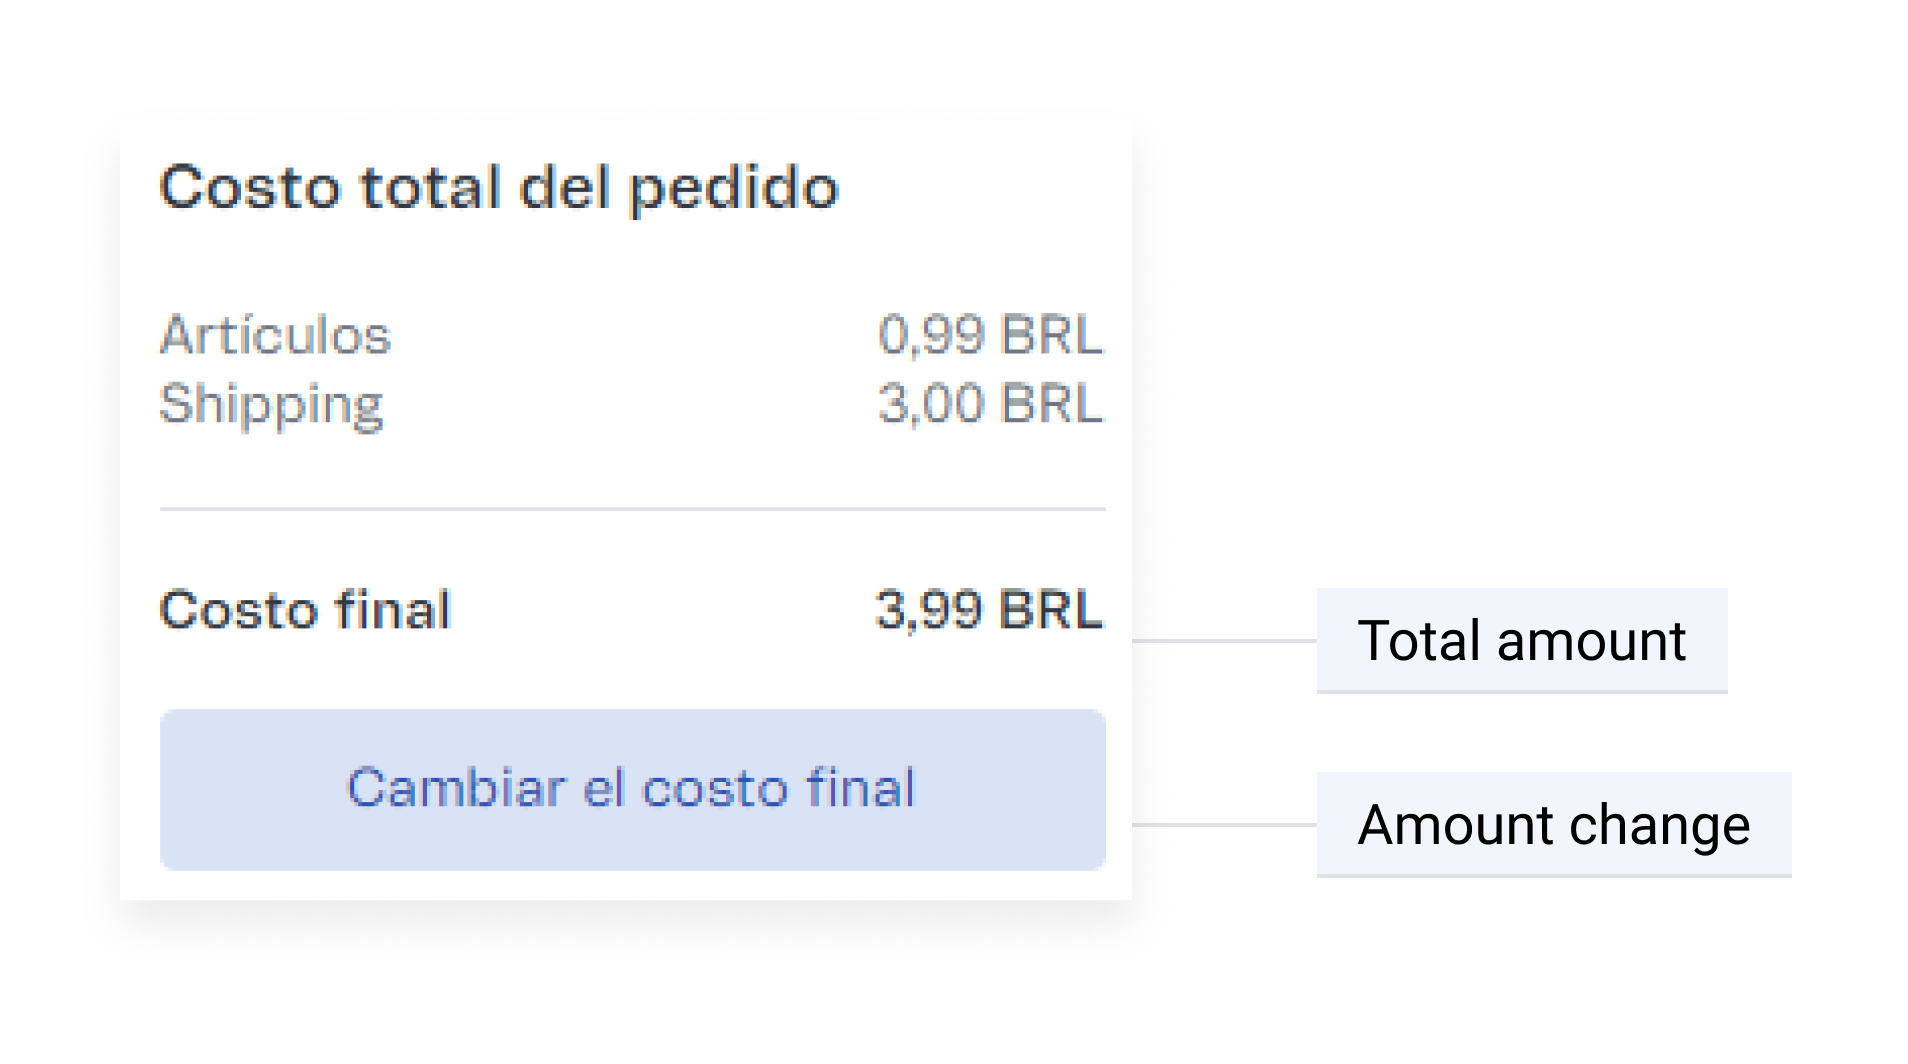 Costo total del pedido
Artículos 0,99 BRL
Shipping 3,00 BRL
Costo final 3,99 BRL
Total amount
Cambiar el costo final
Amount change